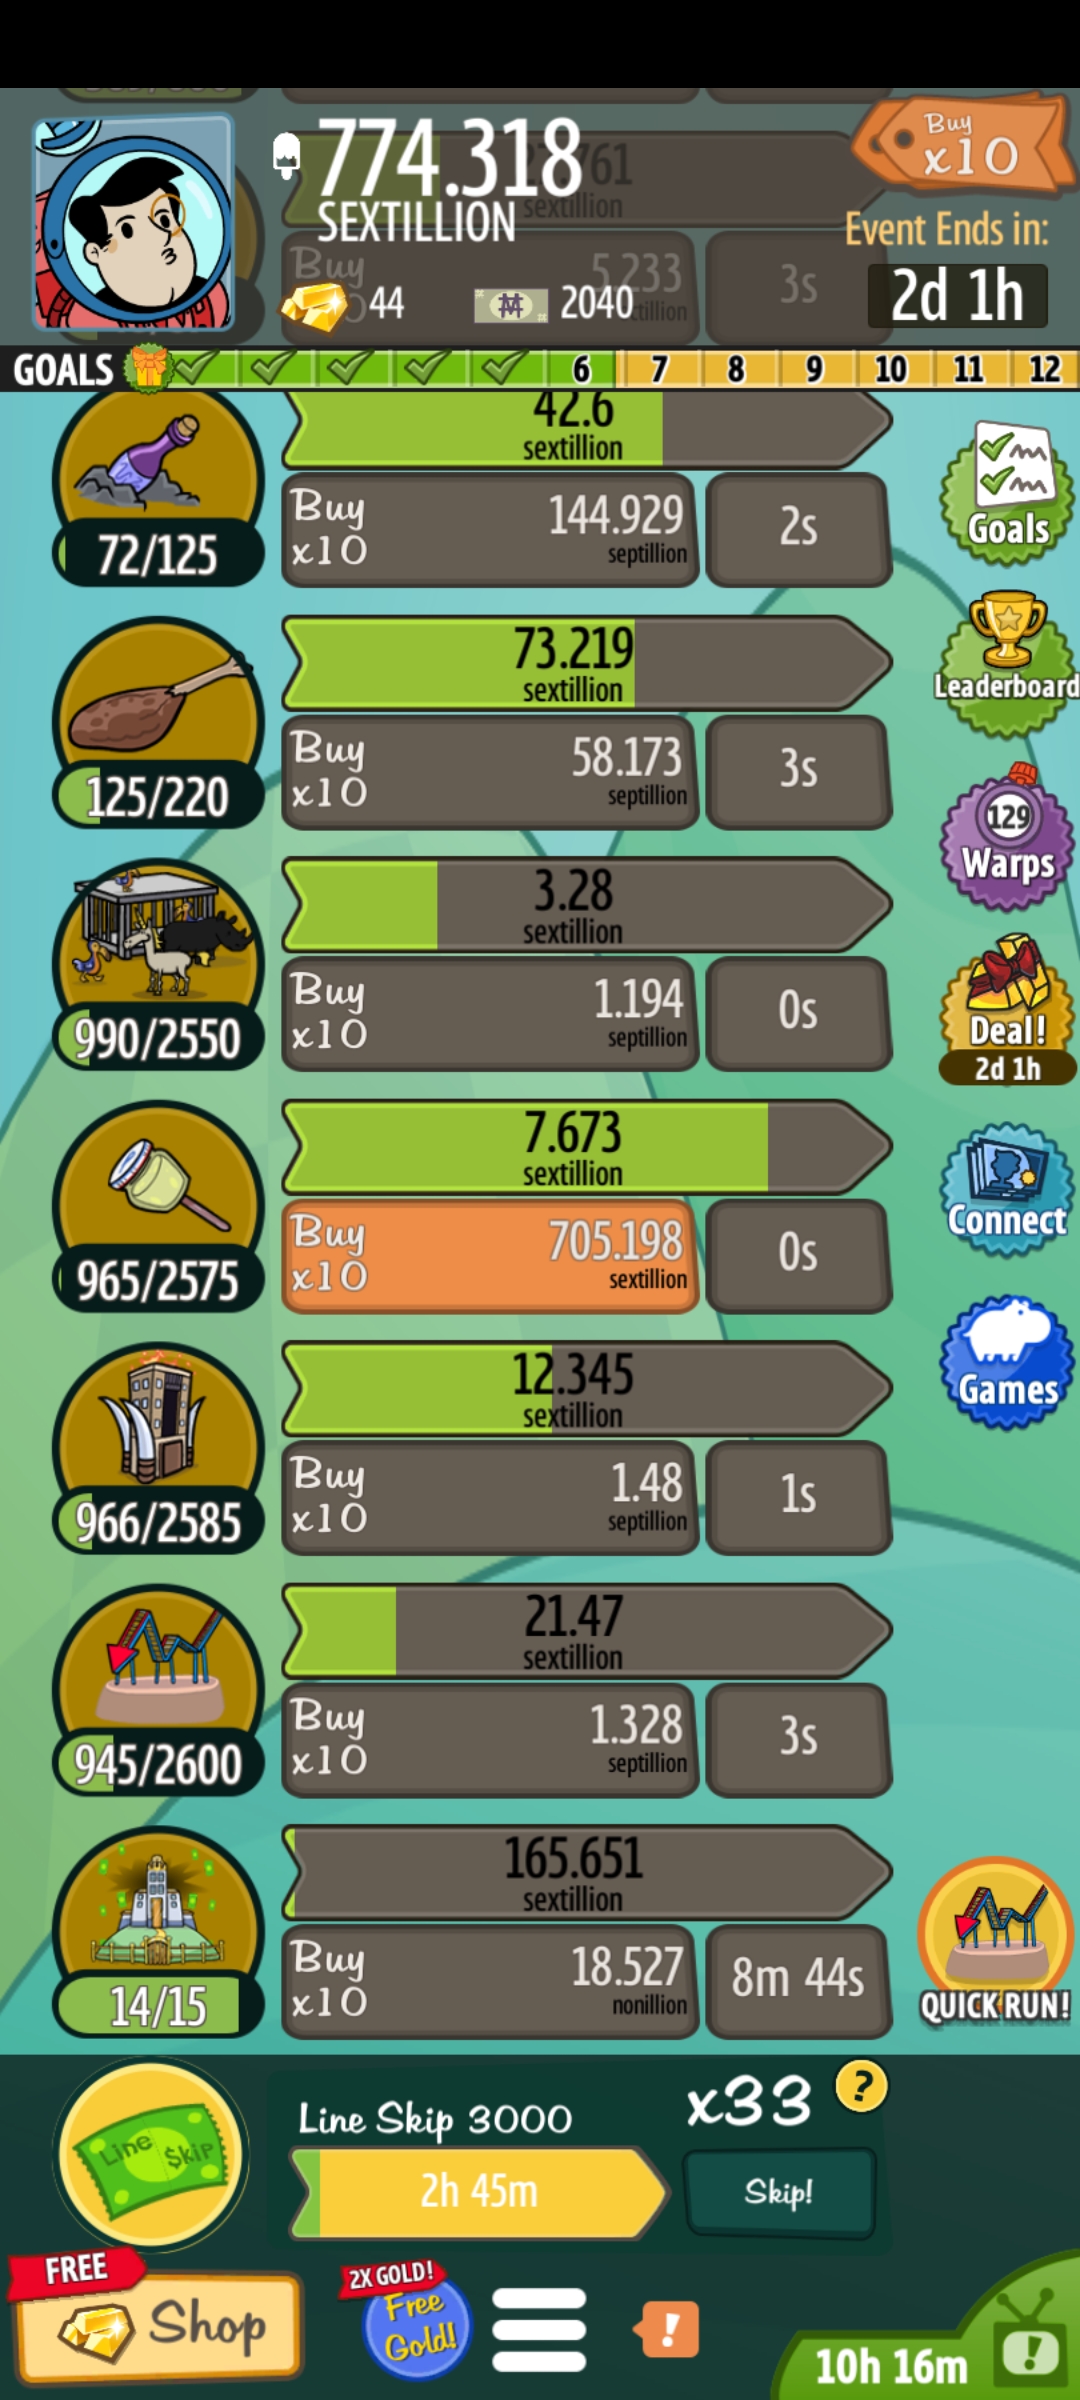 774.318
SEXTILLION
Buy
x10
Event Ends in:
2d 1h
44
2040
761
sextillion
Buy
5.233
3s
GOALS
6
7
8
9
10
11
12
42.6
sextillion
72/125
Buy
x10
144.929
septillion
2s
Goals
73.219
sextillion
125/220
Buy
x10
58.173
septillion
3s
Leaderboard
3.28
sextillion
990/2550
Buy
x10
1.194
septillion
0s
129
Warps
Deal!
2d 1h
7.673
sextillion
965/2575
Buy
x10
705.198
sextillion
0s
Connect
12.345
sextillion
966/2585
Buy
x10
1.48
septillion
1s
Games
21.47
sextillion
945/2600
Buy
x10
1.328
septillion
3s
165.651
sextillion
14/15
Buy
x10
18.527
nonillion
8m 44s
QUICK RUN!
Line $kip
Line Skip 3000
x33
?
2h 45m
Skip!
FREE
Shop
2X GOLD!
Free
Gold!
!
10h 16m
!